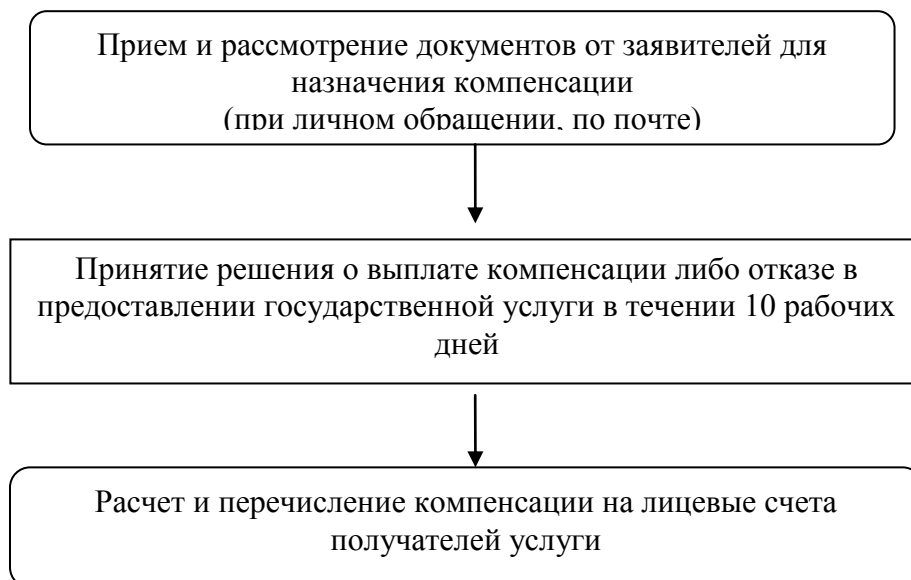 Прием и рассмотрение документов от заявителей для
назначения компенсации
(при личном обращении, по почте)
Принятие решения о выплате компенсации либо отказе в
предоставлении государственной услуги в течении 10 рабочих
дней
Расчет и перечисление компенсации на лицевые счета
получателей услуги